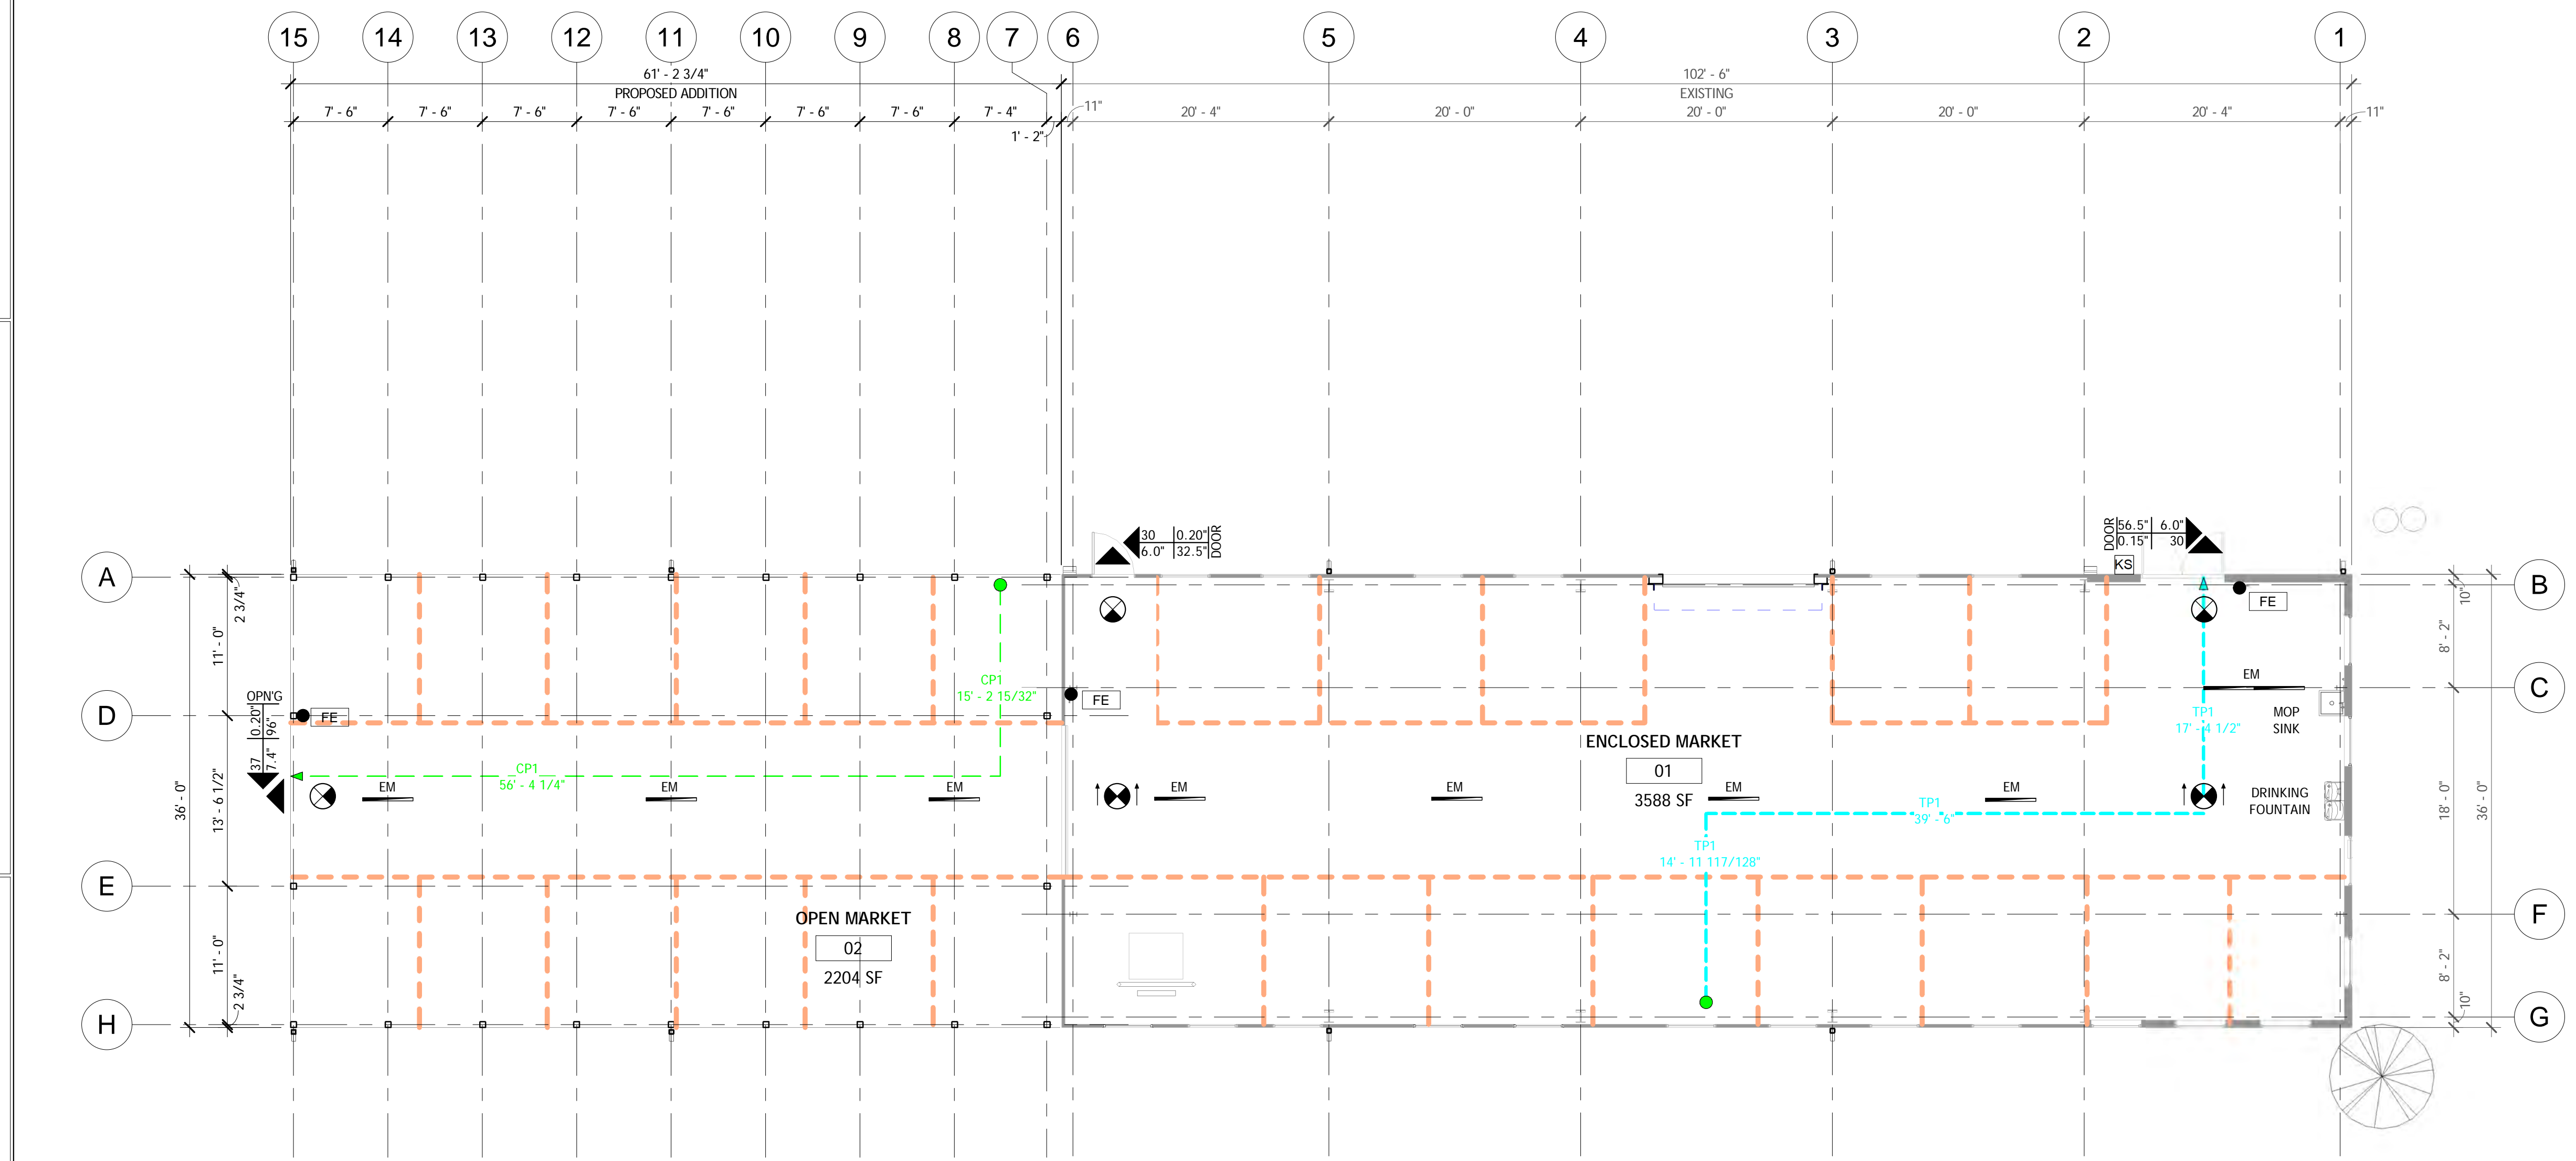 15 14 13 12 11 10 9 8 7 6 5 4 3 2 1
61' - 2 3/4"
PROPOSED ADDITION
102' - 6"
EXISTING
7' - 6" 7' - 6" 7' - 6" 7' - 6" 7' - 6" 7' - 6" 7' - 6" 7' - 4"
1' - 2"
11"
20' - 4" 20' - 0" 20' - 0" 20' - 0" 20' - 4"
11"
30 0.20"
6.0" 32.5"
DOOR
DOOR
56.5" 6.0"
0.15" 30
KS
A
B
2 3/4"
10"
FE
11' - 0"
8' - 2"
CP1
15' - 2 15/32"
EM
C
OPN'G
FE
FE
D
0.20" 96"
37 7.4"
TP1
17' - 4 1/2"
MOP
SINK
ENCLOSED MARKET
01
3588 SF
CP1
56' - 4 1/4"
EM EM EM EM EM EM EM
DRINKING
FOUNTAIN
36' - 0"
13' - 6 1/2"
18' - 0"
36' - 0"
TP1
39' - 6"
TP1
14' - 11 117/128"
E
F
OPEN MARKET
02
2204 SF
11' - 0"
8' - 2"
2 3/4"
10"
H
G